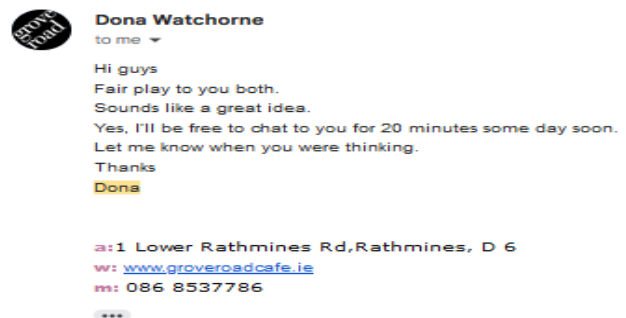 grove
road
Dona Watchorne
to me
Hi guys
Fair play to you both.
Sounds like a great idea.
Yes, I'll be free to chat to you for 20 minutes some day soon.
Let me know when you were thinking.
Thanks
Dona
a:1 Lower Rathmines Rd,Rathmines, D 6
w: www.groveroadcafe.ie
m: 086 8537786